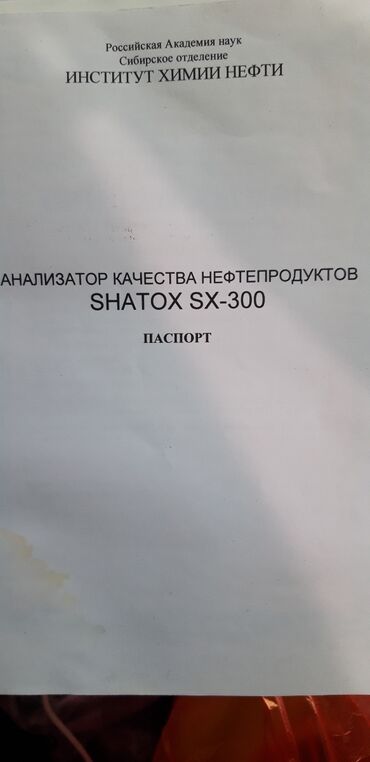 Российская Академия наук
Сибирское отделение
ИНСТИТУТ ХИМИИ НЕФТИ
АНАЛИЗАТОР КАЧЕСТВА НЕФТЕПРОДУКТОВ
SHATOX SX-300
ПАСПОРТ